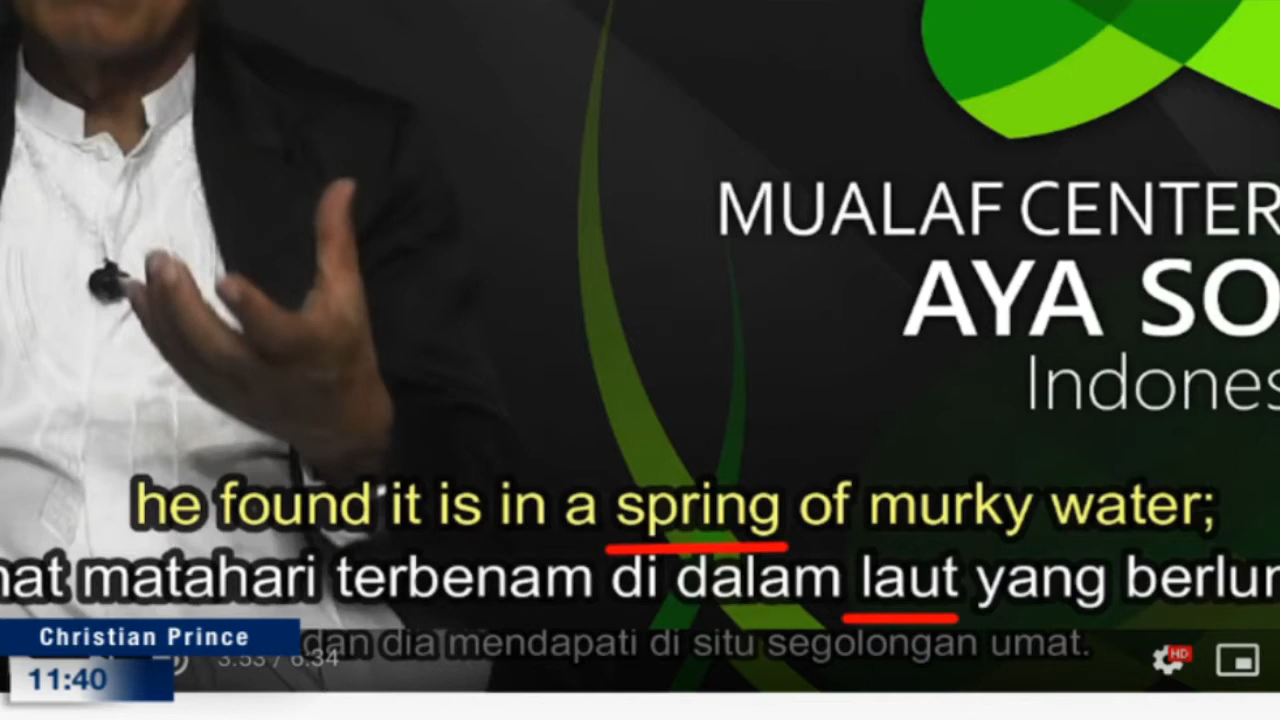 MUALAF CENTER
AYA SO
Indones
he found it is in a spring of murky water;
hat matahari terbenam di dalam laut yang berlur
dan dia mendapati di situ segolongan umat.
Christian Prince
3:53 / 6:34
HD
11:40